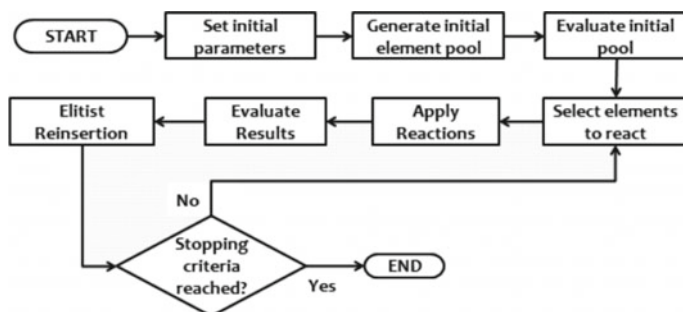 START
Set initial
parameters
Generate initial
element pool
Evaluate initial
pool
Elitist
Reinsertion
Evaluate
Results
Apply
Reactions
Select elements
to react
No
Stopping
criteria
reached?
Yes
END